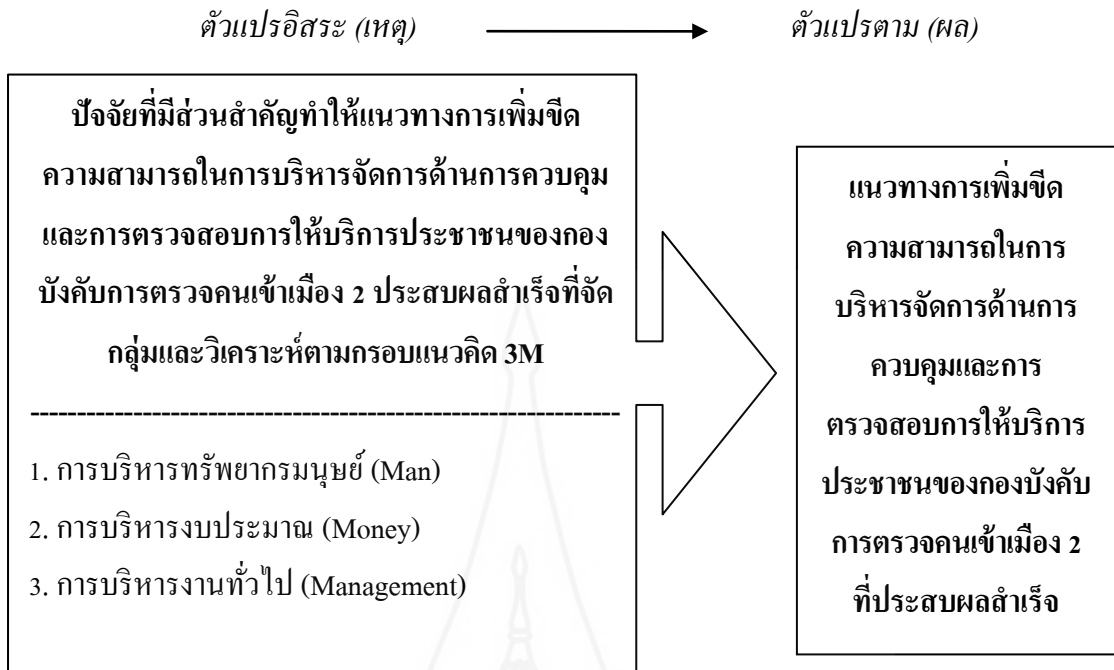 ตัวแปรอิสระ (เหตุ) ตัวแปรตาม (ผล)
ปัจจัยที่มีส่วนสำคัญทำให้แนวทางการเพิ่มขีด
ความสามารถในการบริหารจัดการด้านการควบคุม
และการตรวจสอบการให้บริการประชาชนของกอง
บังคับการตรวจคนเข้าเมือง 2 ประสบผลสำเร็จที่จัด
กลุ่มและวิเคราะห์ตามกรอบแนวคิด 3M
1. การบริหารทรัพยากรมนุษย์ (Man)
2. การบริหารงบประมาณ (Money)
3. การบริหารงานทั่วไป (Management)
แนวทางการเพิ่มขีด
ความสามารถในการ
บริหารจัดการด้านการ
ควบคุมและการ
ตรวจสอบการให้บริการ
ประชาชนของกองบังคับ
การตรวจคนเข้าเมือง 2
ที่ประสบผลสำเร็จ